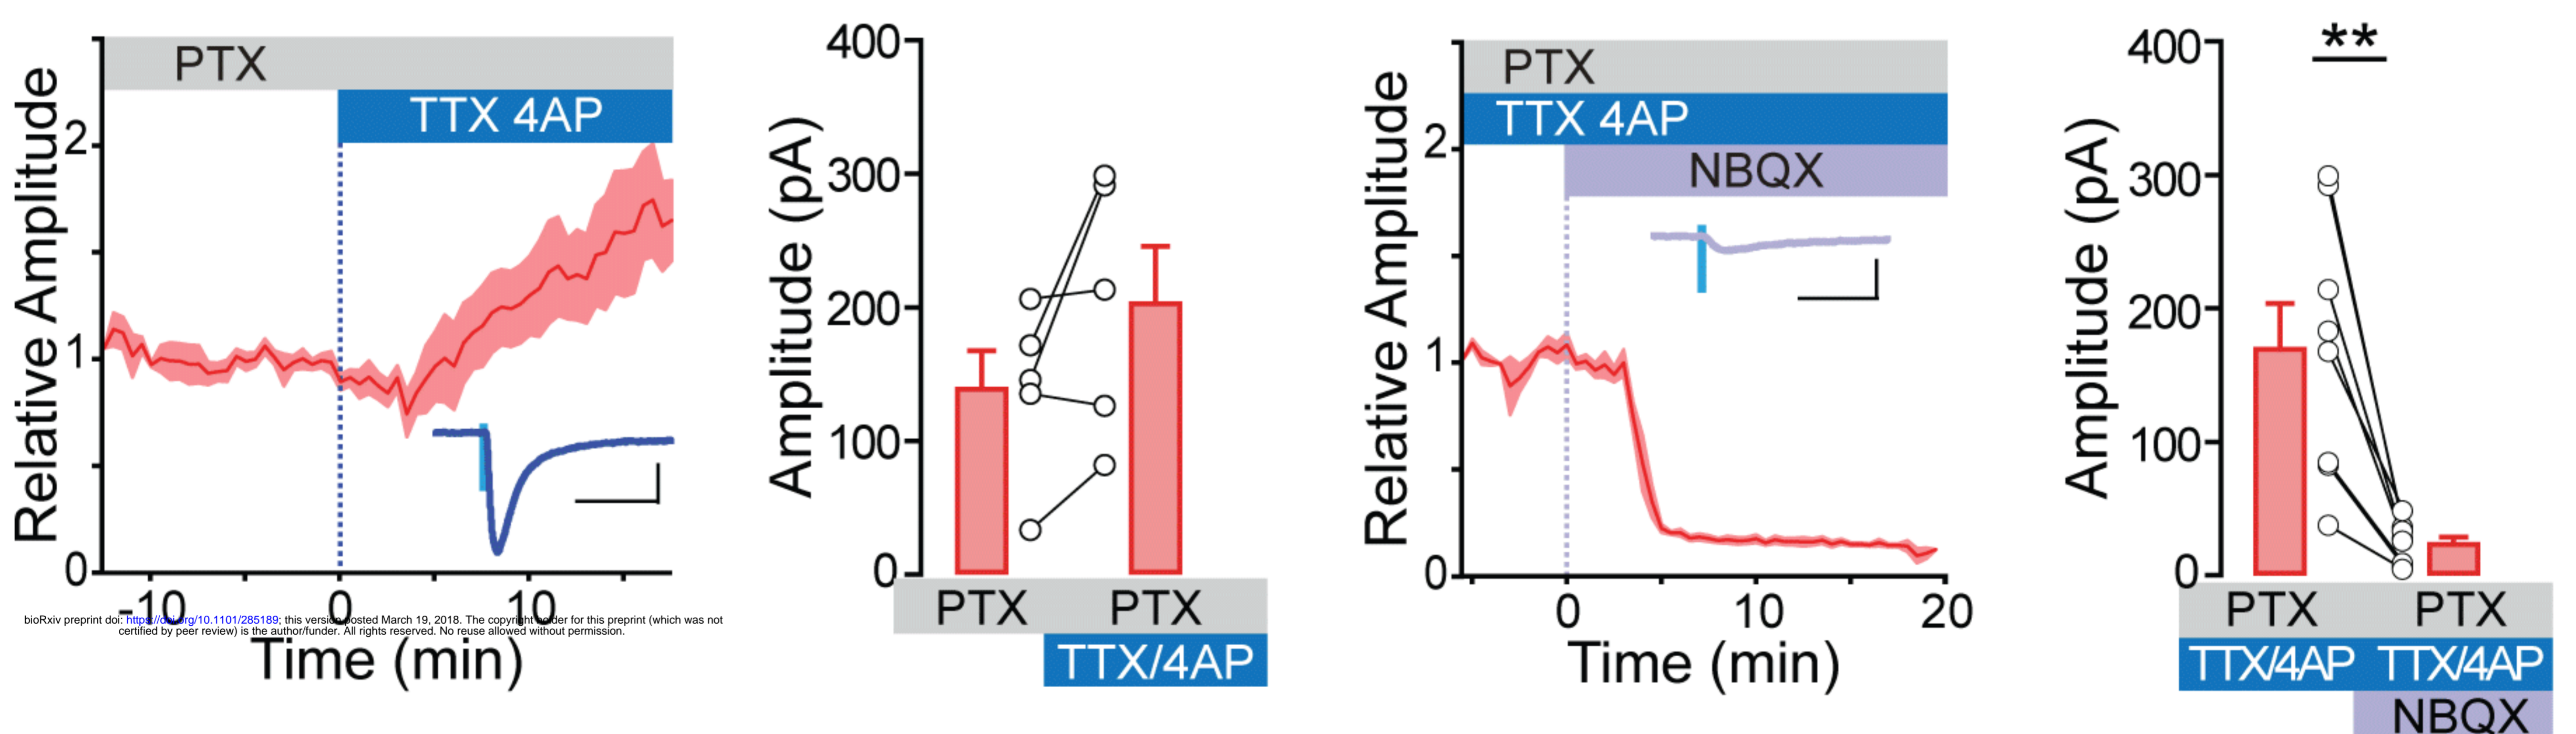 PTX
TTX 4AP
Relative Amplitude
2
1
0
-10
0
10
Time (min)
bioRxiv preprint doi: https://doi.org/10.1101/285189; this version posted March 19, 2018. The copyright holder for this preprint (which was not
certified by peer review) is the author/funder. All rights reserved. No reuse allowed without permission.
400
300
200
100
0
Amplitude (pA)
PTX
PTX
TTX/4AP
PTX
TTX 4AP
NBQX
Relative Amplitude
2
1
0
0
10
20
Time (min)
**
400
300
200
100
0
Amplitude (pA)
PTX
PTX
TTX/4AP
TTX/4AP
NBQX